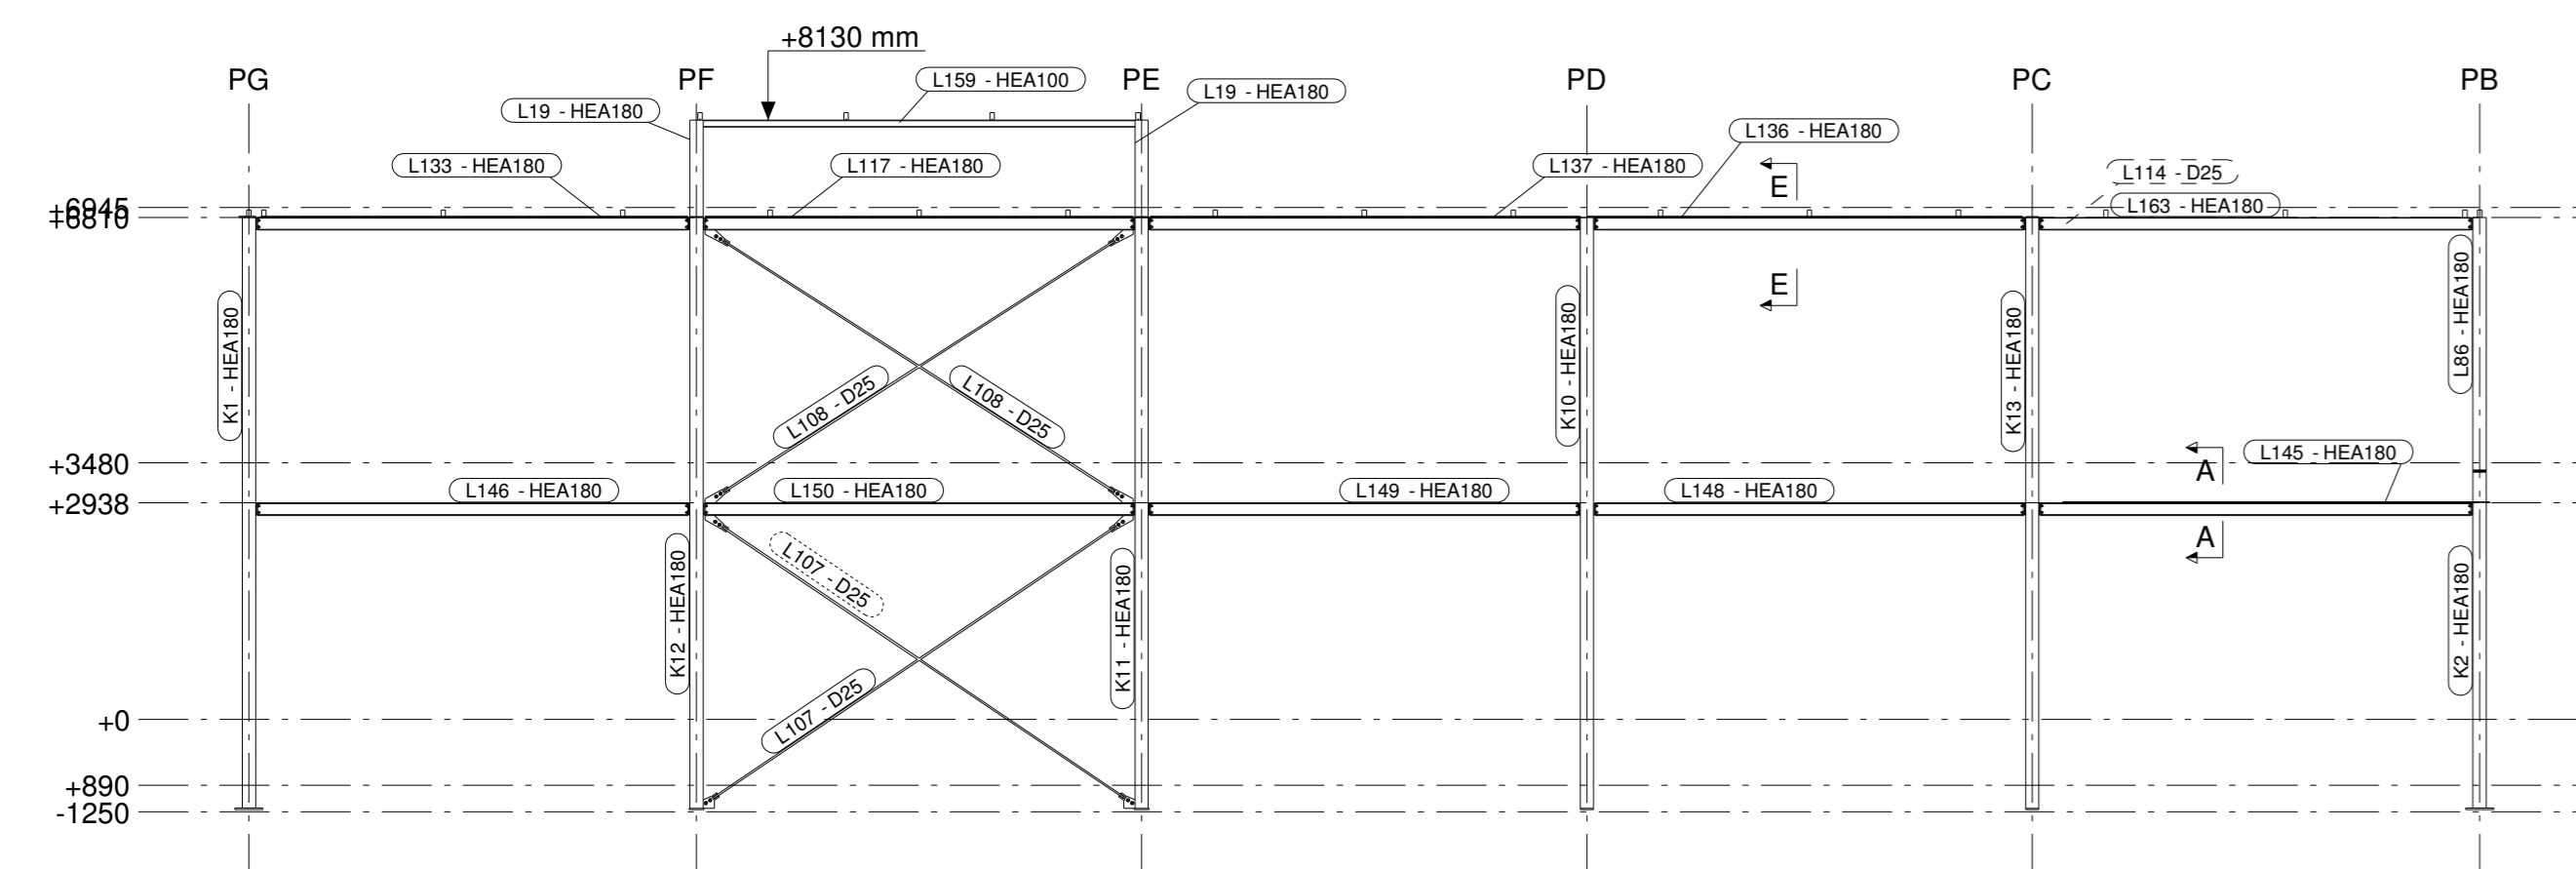 +8130 mm
PG
PF
PE
PD
PC
PB
L159 - HEA100
L19 - HEA180
L19 - HEA180
L136 - HEA180
L133 - HEA180
L117 - HEA180
L137 - HEA180
E
L114 - D25
L163 - HEA180
+6945
+6810
E
K1 - HEA180
K10 - HEA180
K13 - HEA180
L86 - HEA180
L108 - D25
L108 - D25
+3480
L145 - HEA180
A
+2938
L146 - HEA180
L150 - HEA180
L149 - HEA180
L148 - HEA180
A
L107 - D25
K12 - HEA180
K11 - HEA180
K2 - HEA180
L107 - D25
+0
+890
-1250